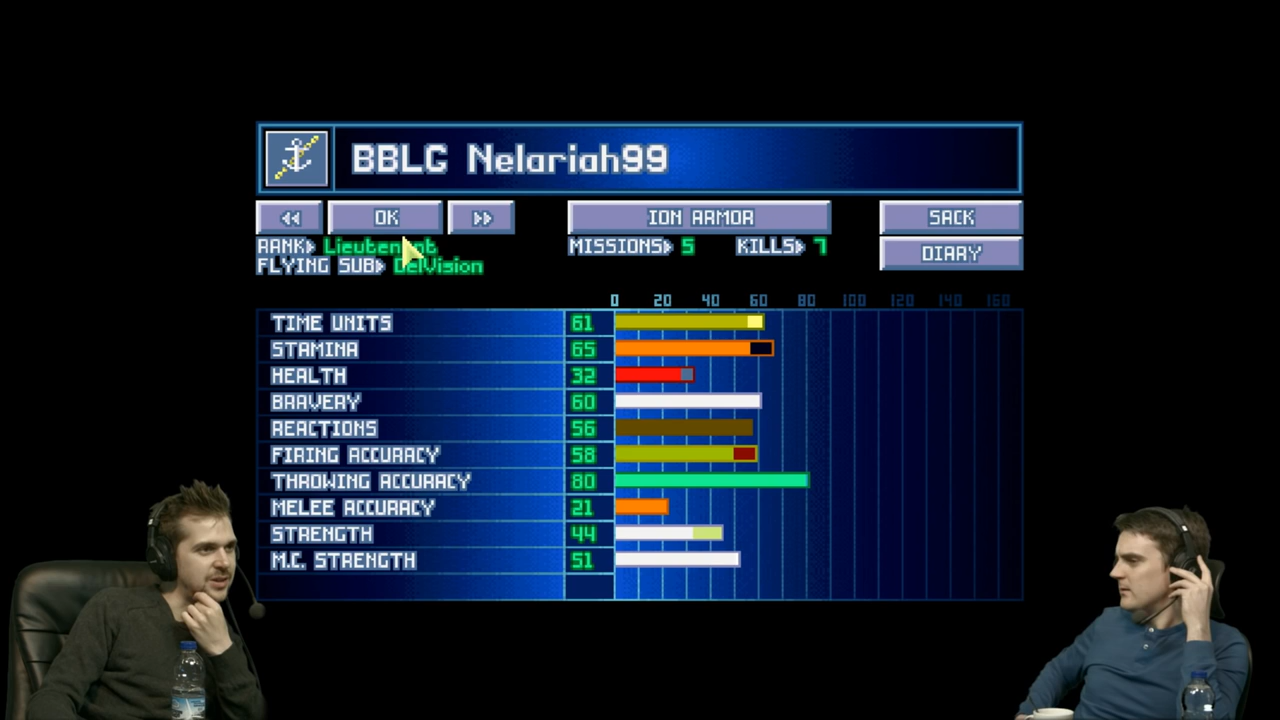 BBLG Nelariah99
OK
ION ARMOR
SACK
RANK> Lieutenant
MISSIONS> 5 KILLS> 7
DIARY
FLYING SUB> DelVision
0 20 40 60 80 100 120 140 160
TIME UNITS 61
STAMINA 65
HEALTH 32
BRAVERY 60
REACTIONS 56
FIRING ACCURACY 58
THROWING ACCURACY 80
MELEE ACCURACY 21
STRENGTH 44
M.C. STRENGTH 51